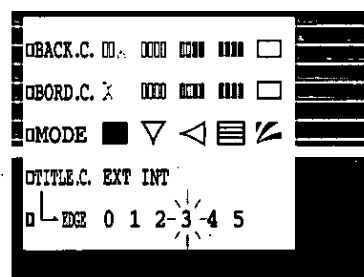 BACK.C.
BORD.C.
MODE
TITLE.C. EXT INT
EDGE 0 1 2 3 4 5